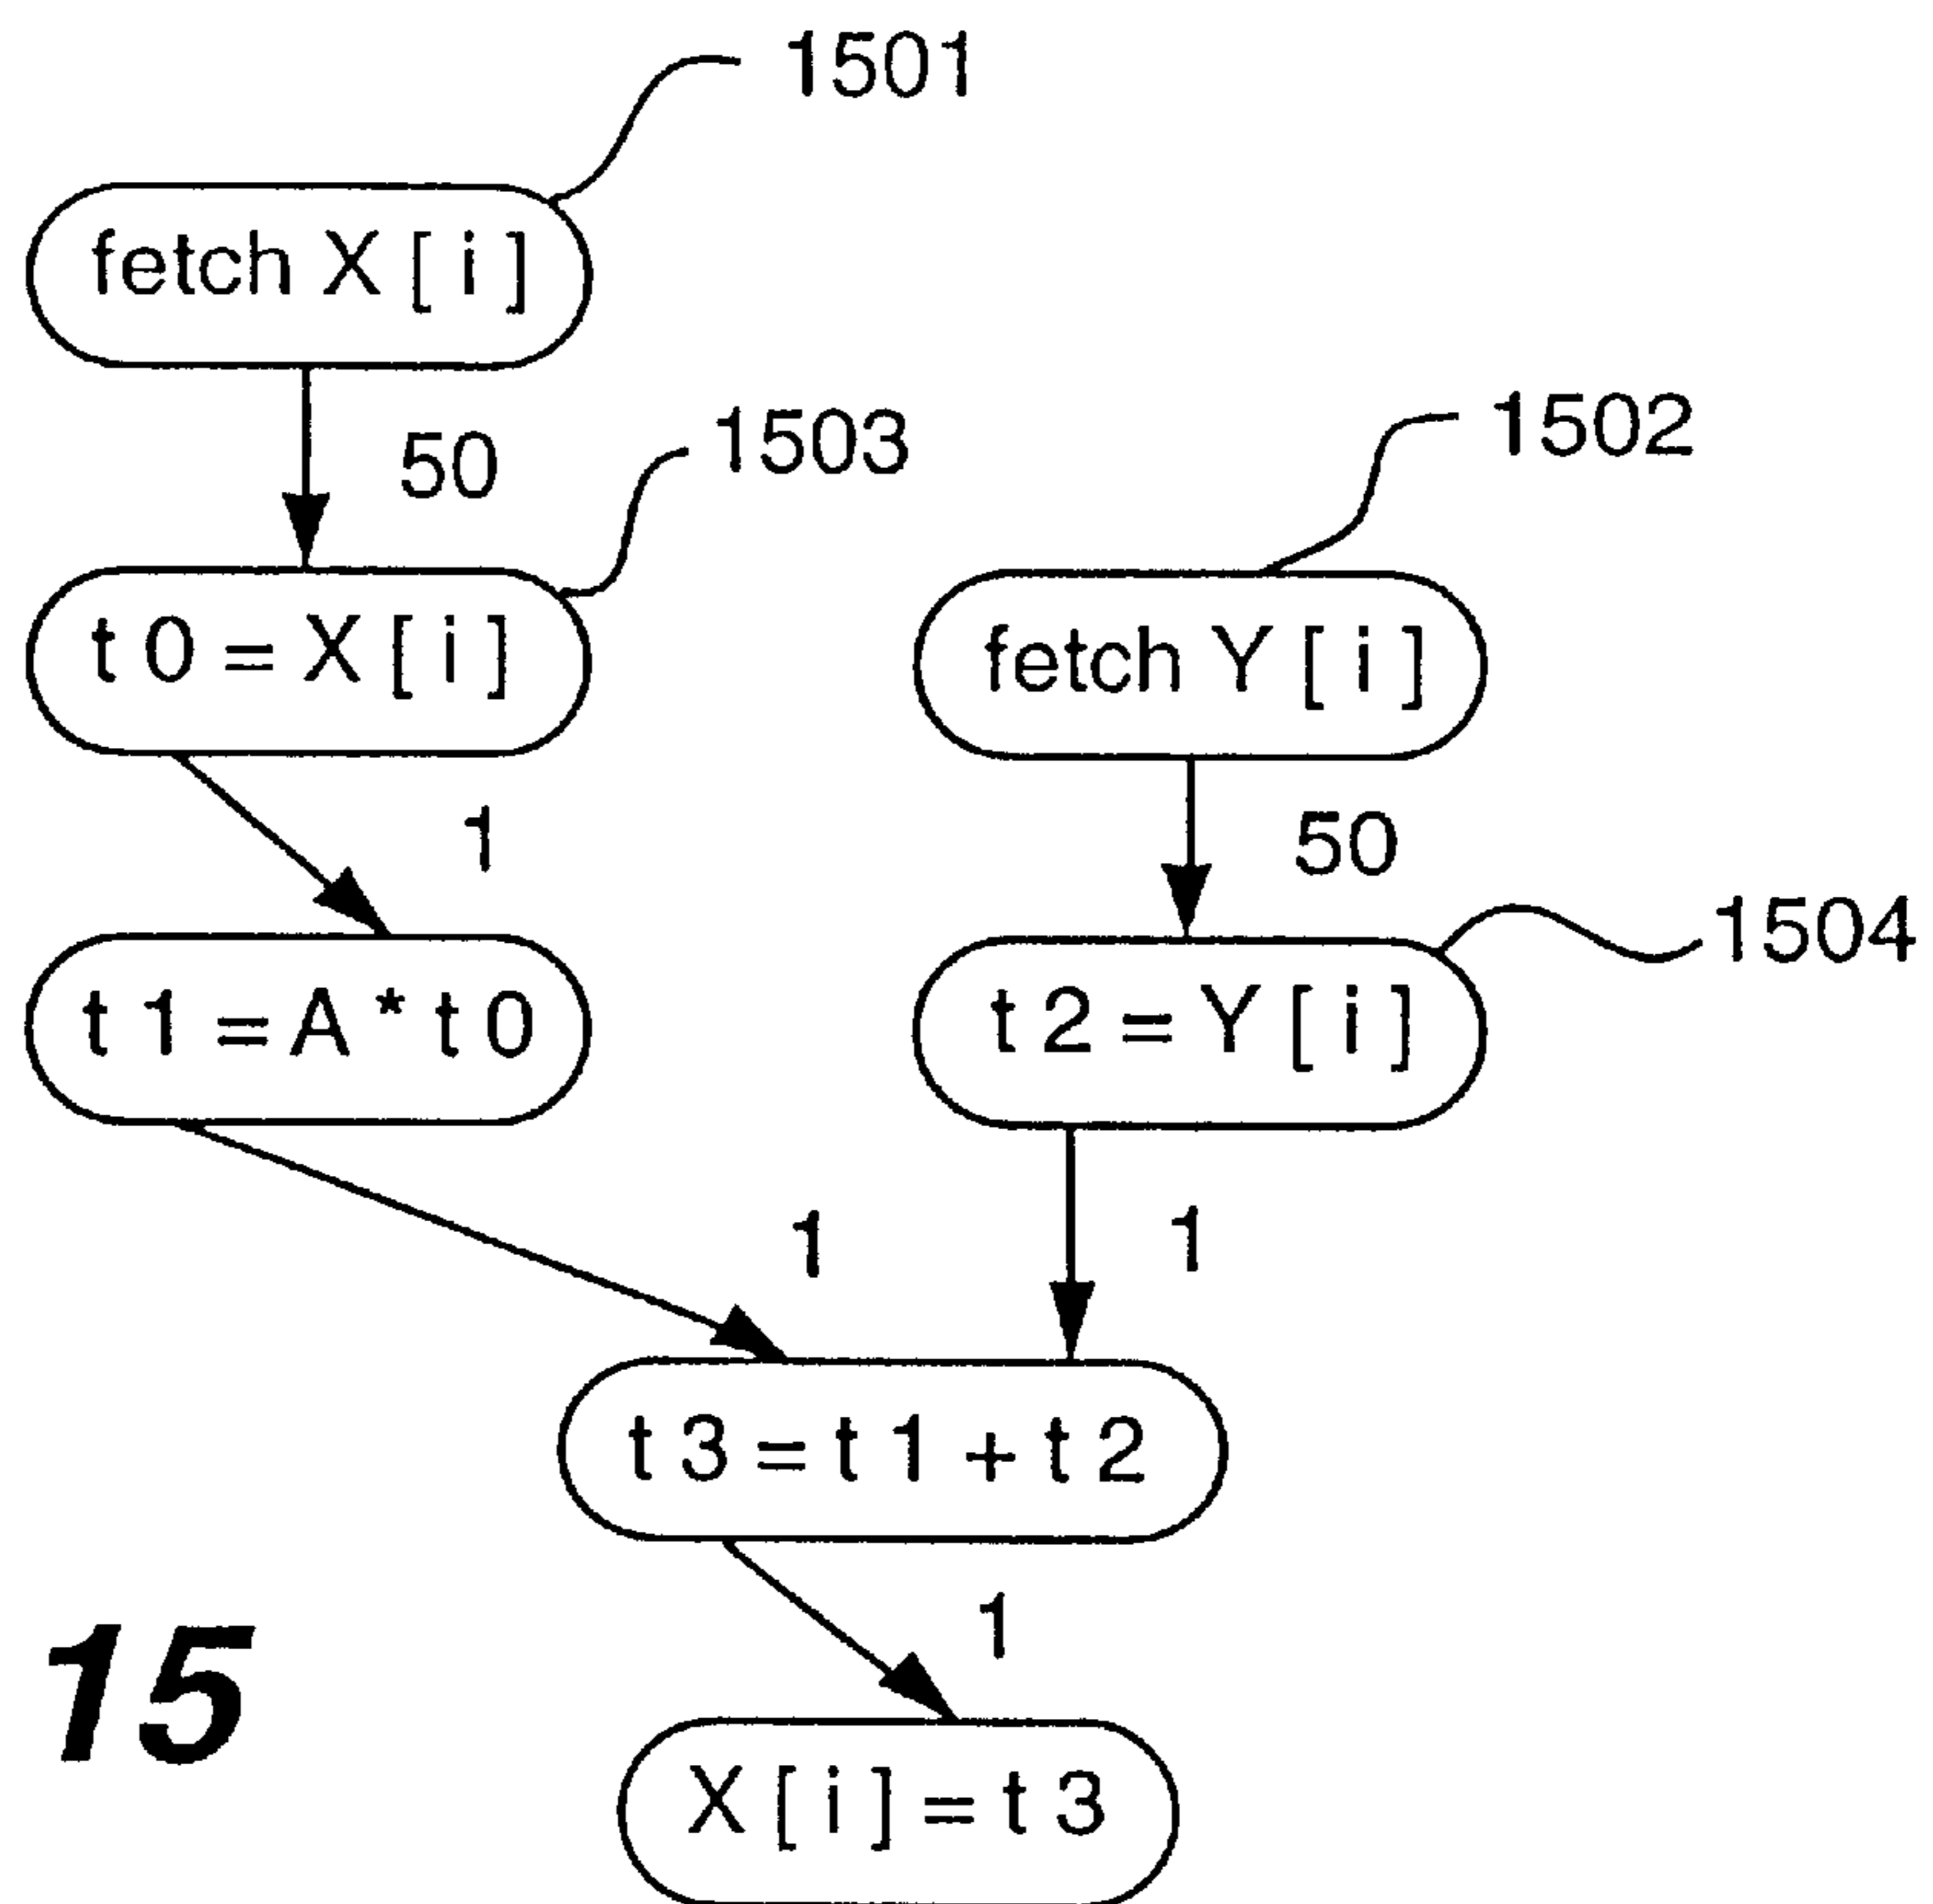 1501
fetch X [ i ]
50
1503
1502
t 0 = X [ i ]
fetch Y [ i ]
1
50
1504
t 1 = A * t 0
t 2 = Y [ i ]
1
1
t 3 = t 1 + t 2
1
15
X [ i ] = t 3